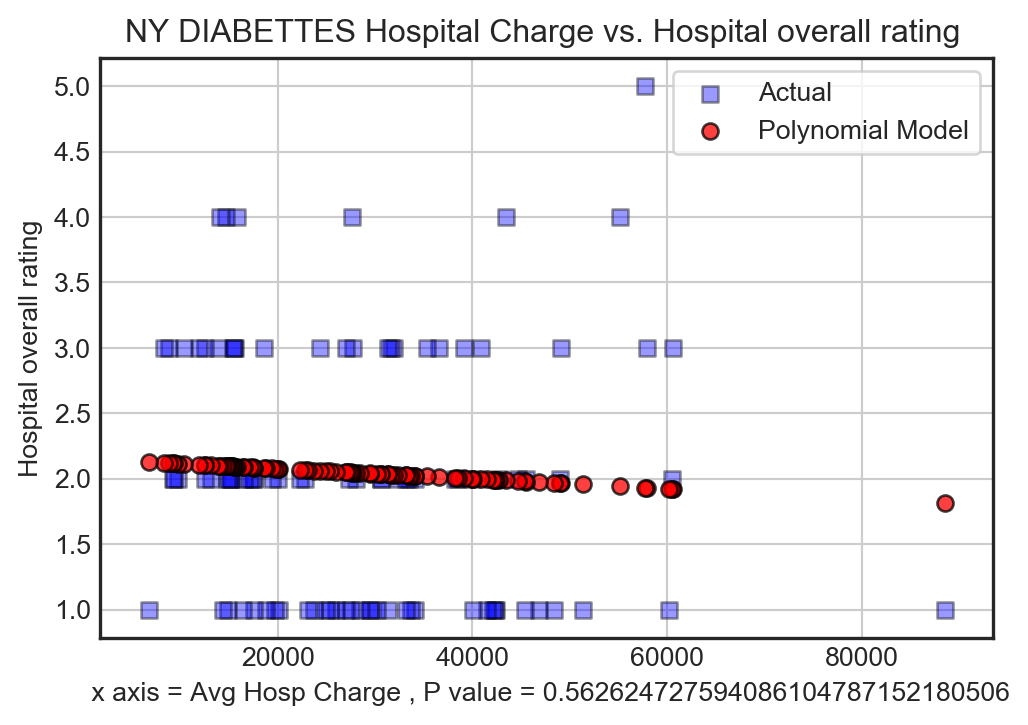 NY DIABETTES Hospital Charge vs. Hospital overall rating
5.0
4.5
4.0
3.5
3.0
2.5
2.0
1.5
1.0
Hospital overall rating
Actual
Polynomial Model
20000
40000
60000
80000
x axis = Avg Hosp Charge , P value = 0.5626247275940861047871521​80506